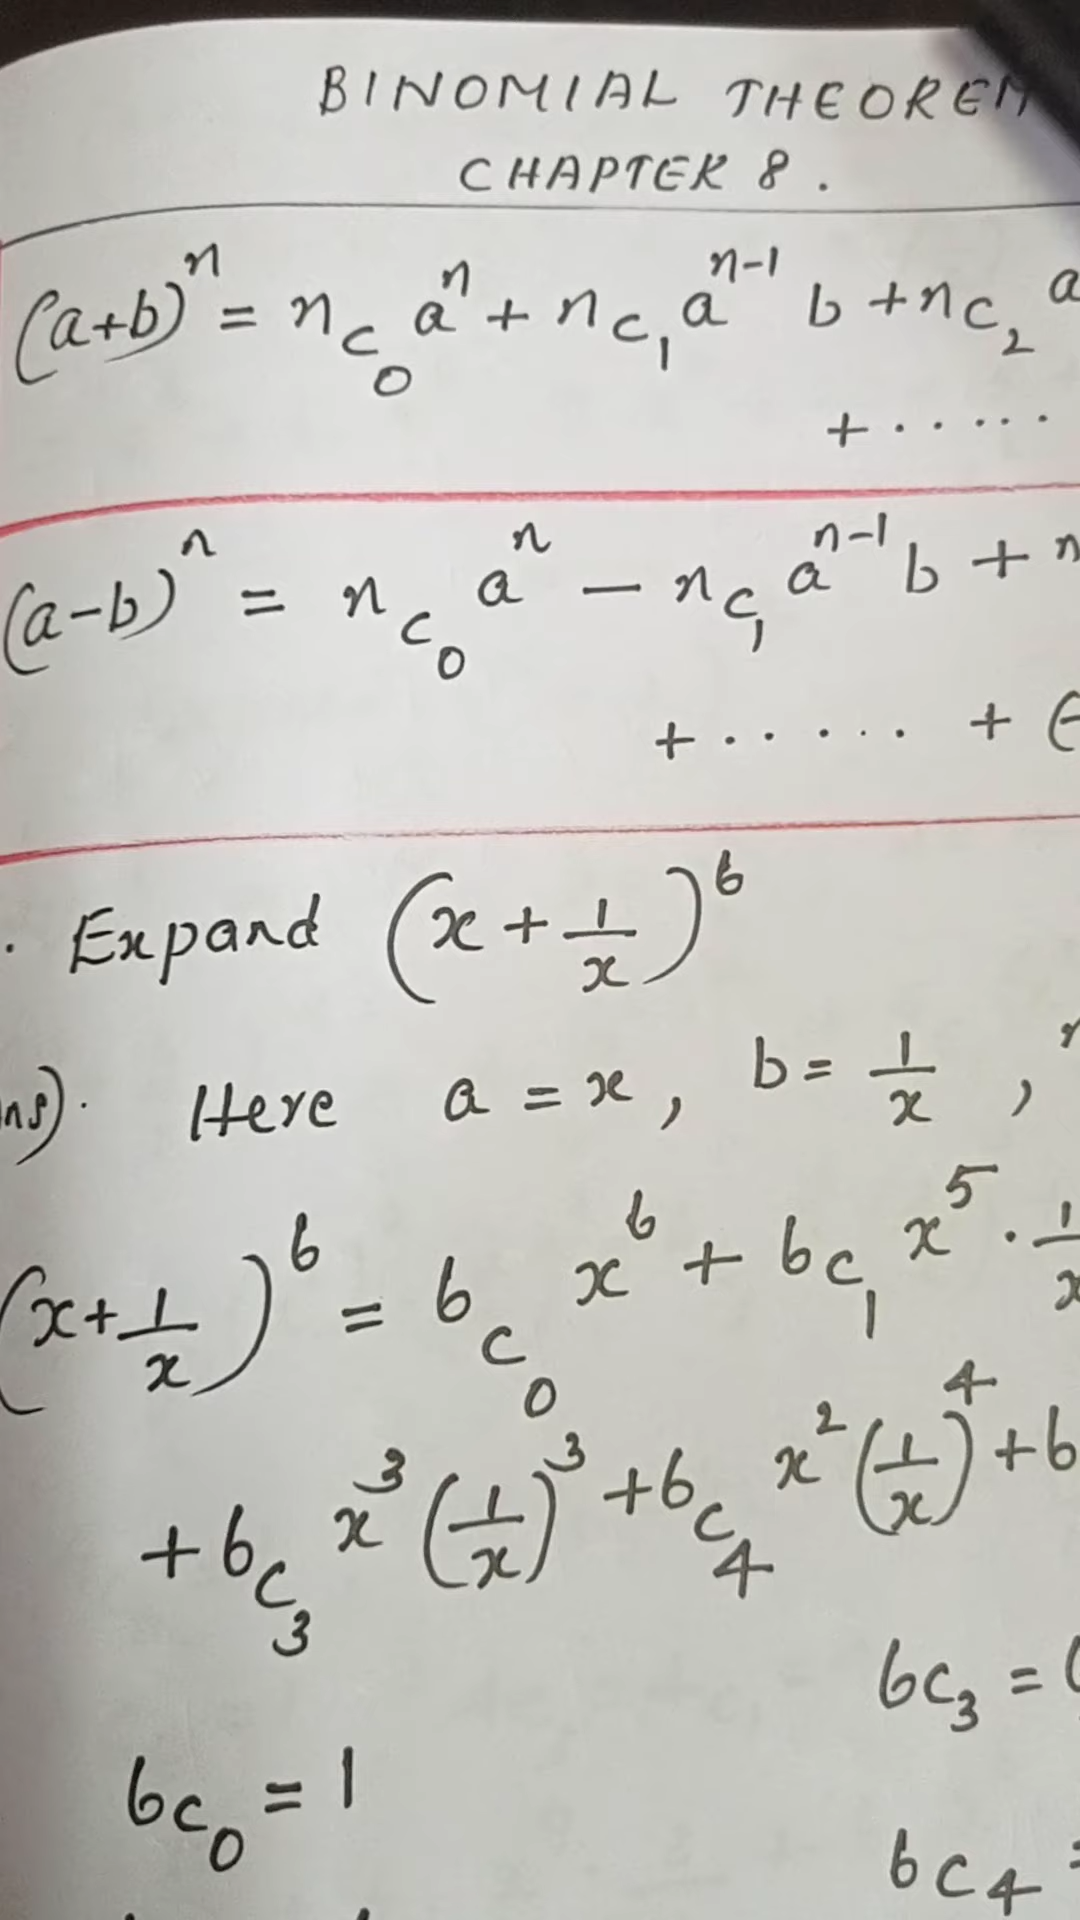 BINOMIAL THEOREM
CHAPTER 8.
(a+b)^n = nC₀ a^n + nC₁ a^(n-1) b + nC₂ a
+ . . . . .
(a-b)^n = nC₀ a^n - nC₁ a^(n-1) b + n
+ . . . . . . + (-
. Expand (x + 1/x)^6
ns). Here a = x, b = 1/x ,
(x + 1/x)^6 = 6C₀ x^6 + 6C₁ x^5 · 1/x
+ 6C₃ x^3 (1/x)^3 + 6C₄ x^2 (1/x)^4 + 6
6C₃ =
6C₀ = 1
6C₄ =